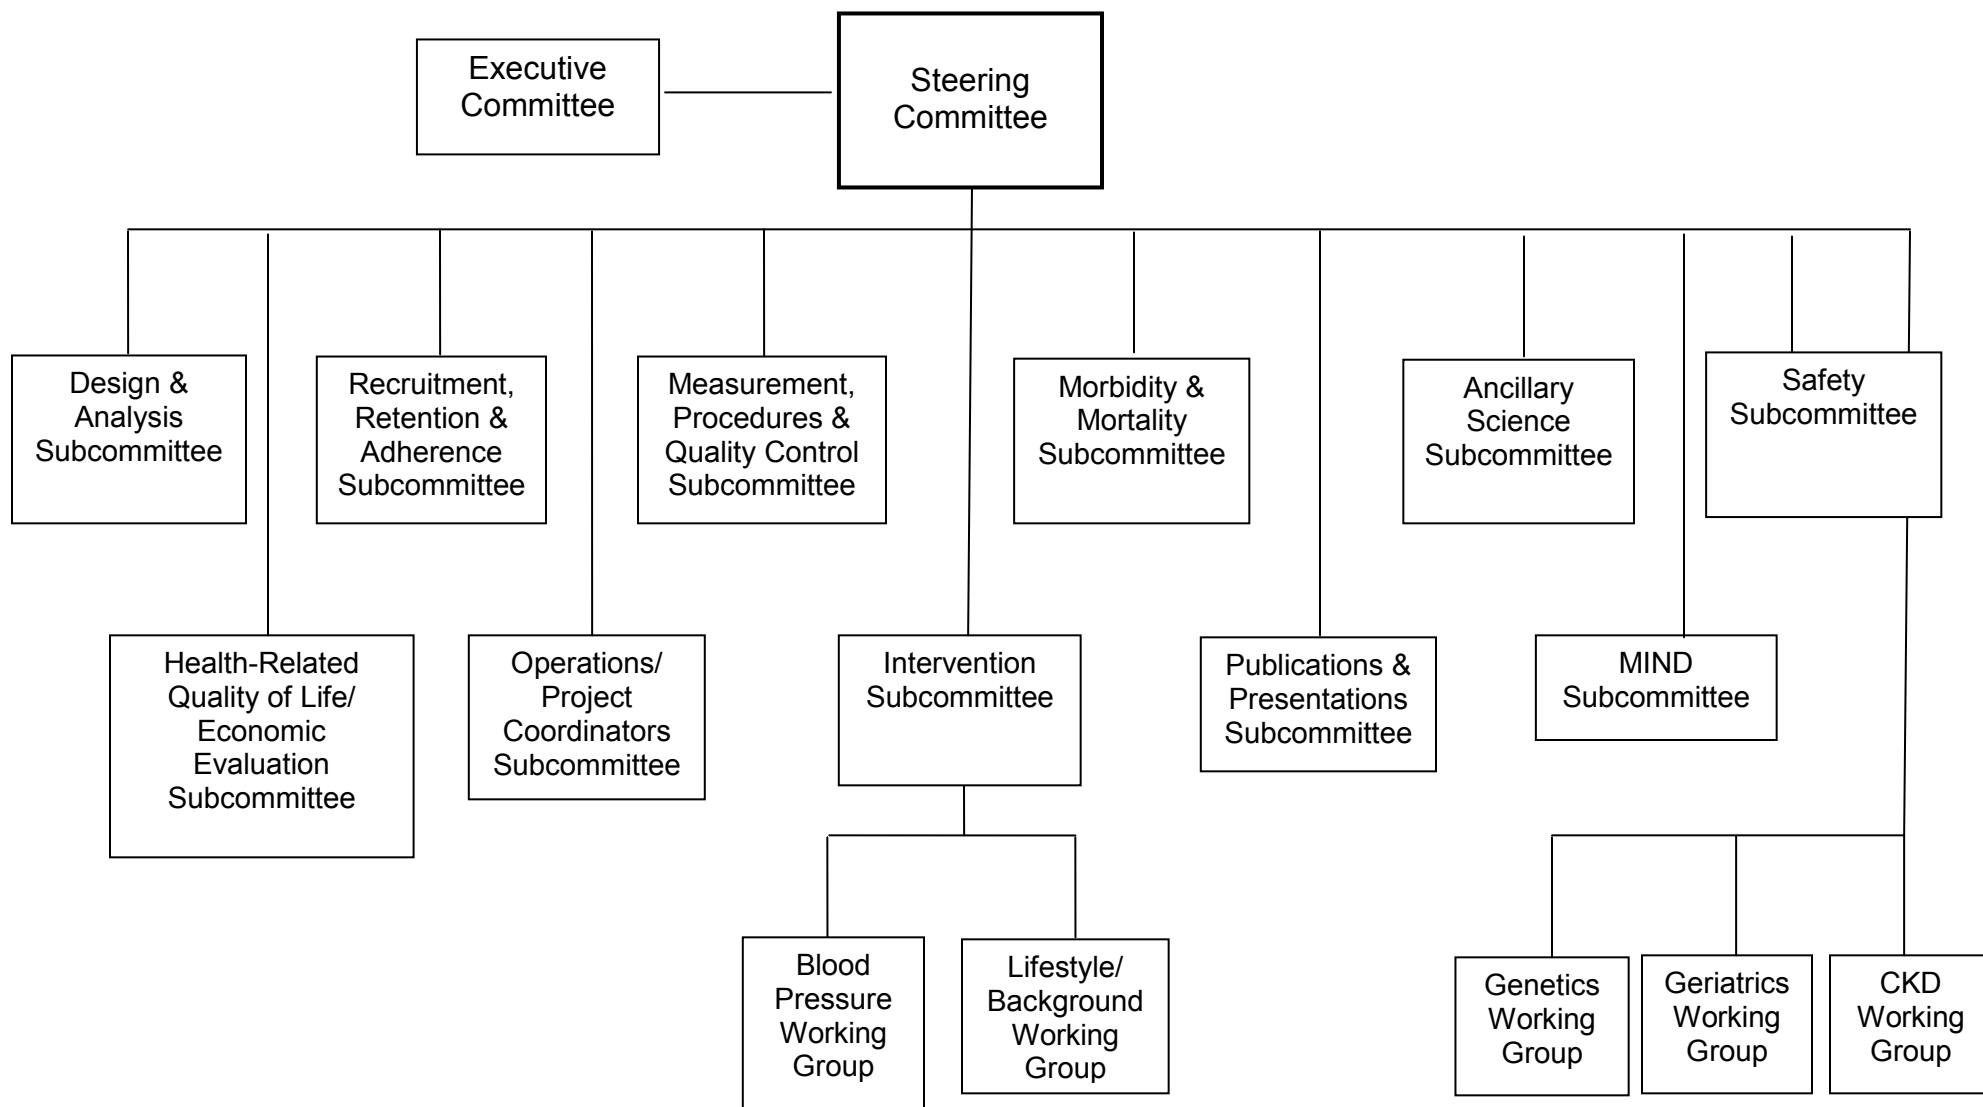 Executive
Committee
Steering
Committee
Design &
Analysis
Subcommittee
Recruitment,
Retention &
Adherence
Subcommittee
Measurement,
Procedures &
Quality Control
Subcommittee
Morbidity &
Mortality
Subcommittee
Ancillary
Science
Subcommittee
Safety
Subcommittee
Health-Related
Quality of Life/
Economic
Evaluation
Subcommittee
Operations/
Project
Coordinators
Subcommittee
Intervention
Subcommittee
Publications &
Presentations
Subcommittee
MIND
Subcommittee
Blood
Pressure
Working
Group
Lifestyle/
Background
Working
Group
Genetics
Working
Group
Geriatrics
Working
Group
CKD
Working
Group